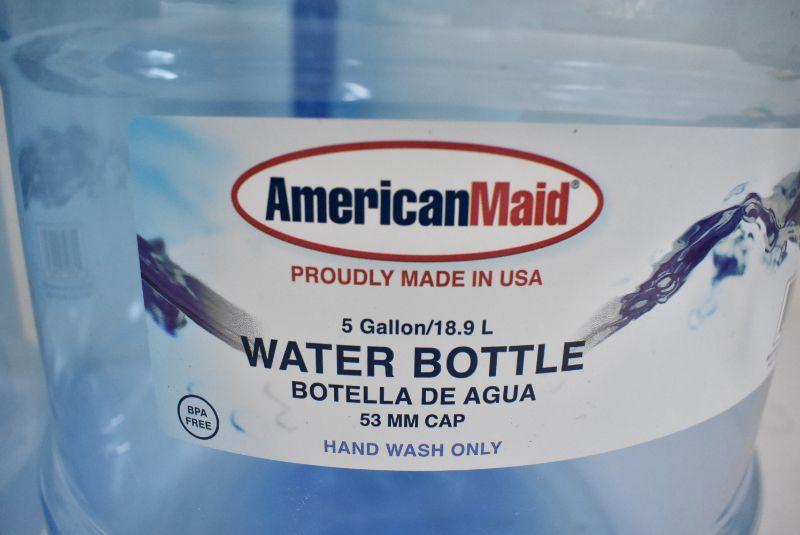 AmericanMaid®
PROUDLY MADE IN USA
5 Gallon/18.9 L
WATER BOTTLE
BOTELLA DE AGUA
53 MM CAP
BPA
FREE
HAND WASH ONLY